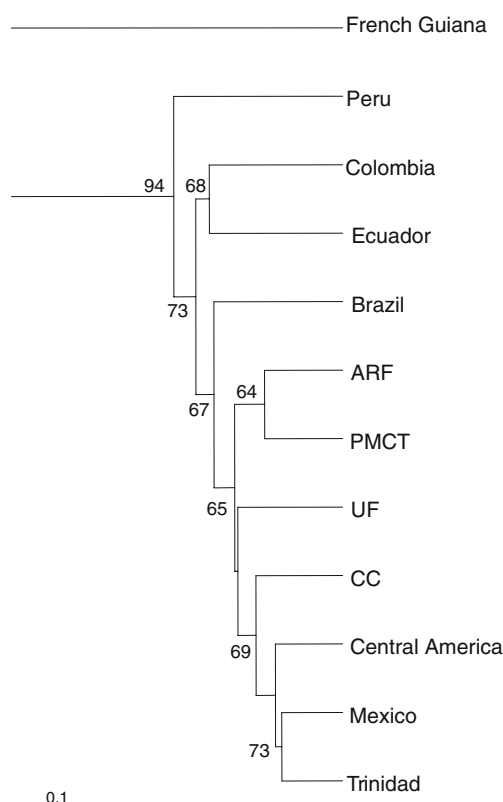 French Guiana
Peru
94
68
Colombia
Ecuador
73
Brazil
ARF
64
67
PMCT
65
UF
CC
69
Central America
Mexico
73
Trinidad
0.1